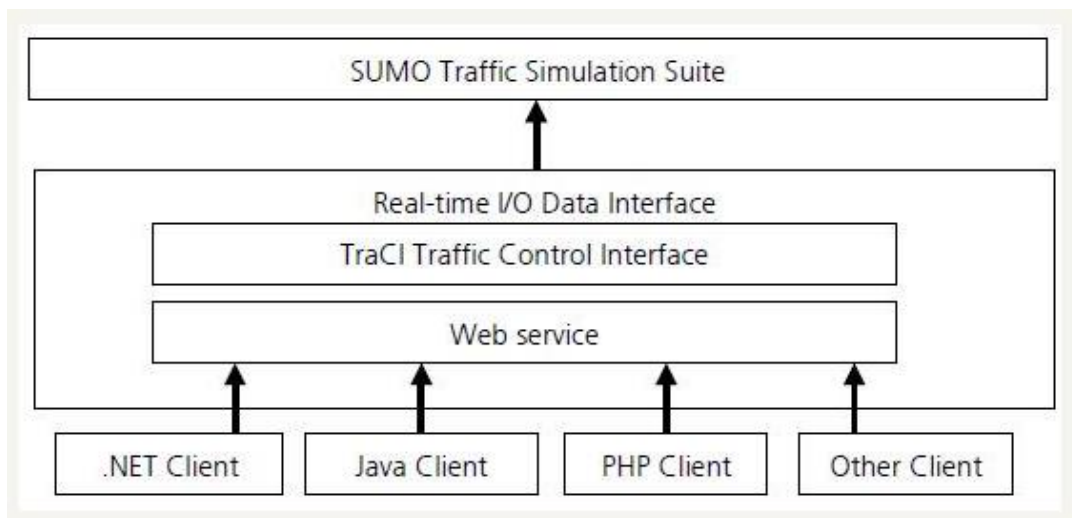 SUMO Traffic Simulation Suite
Real-time I/O Data Interface
TraCI Traffic Control Interface
Web service
.NET Client
Java Client
PHP Client
Other Client